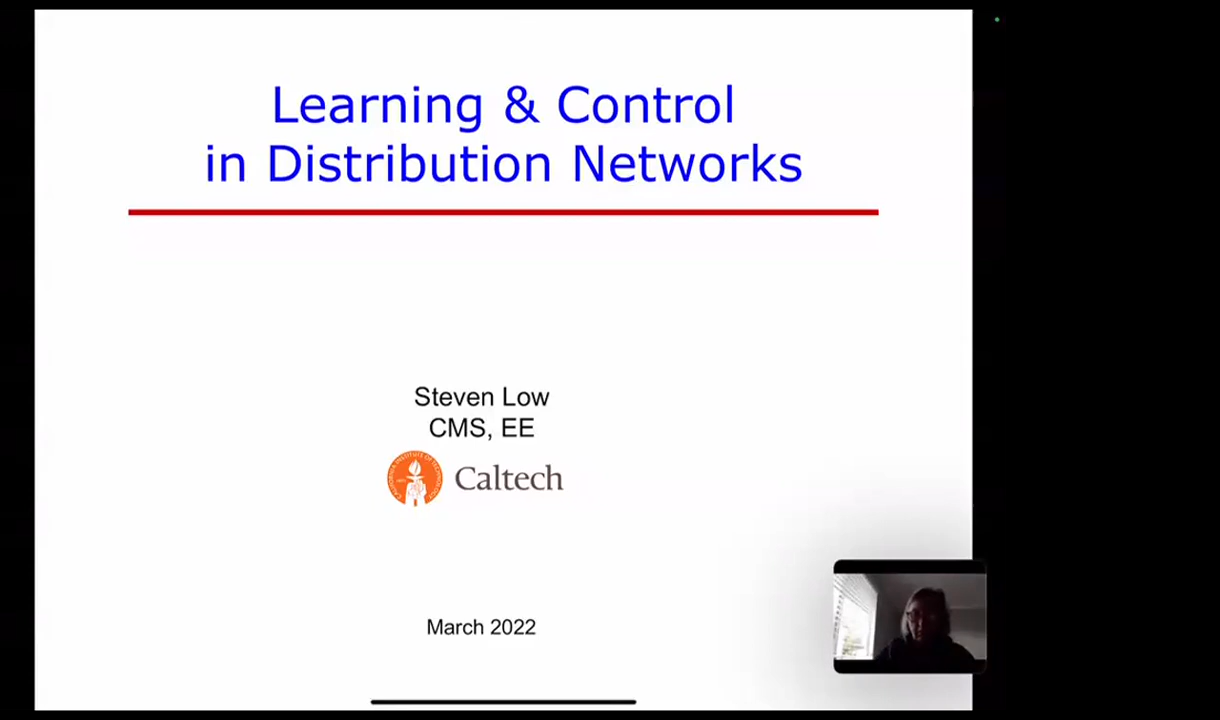 Learning & Control
in Distribution Networks
Steven Low
CMS, EE
Caltech
March 2022